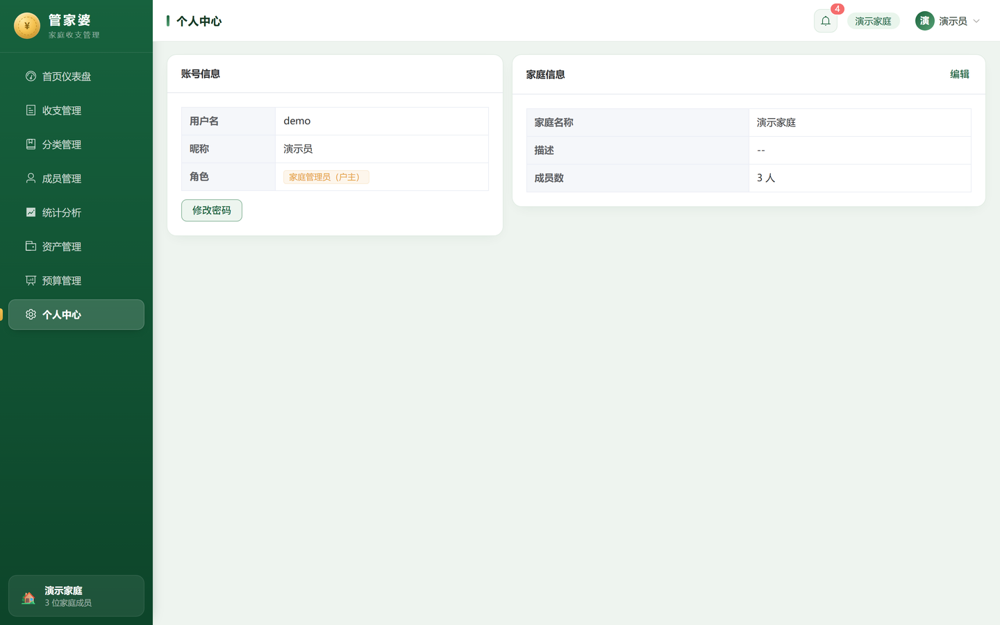 ¥
管家婆
家庭收支管理
首页仪表盘
收支管理
分类管理
成员管理
统计分析
资产管理
预算管理
个人中心
演示家庭
3 位家庭成员
个人中心
4
演示家庭
演
演示员
账号信息
用户名 demo
昵称 演示员
角色 家庭管理员（户主）
修改密码
家庭信息
编辑
家庭名称 演示家庭
描述 --
成员数 3 人